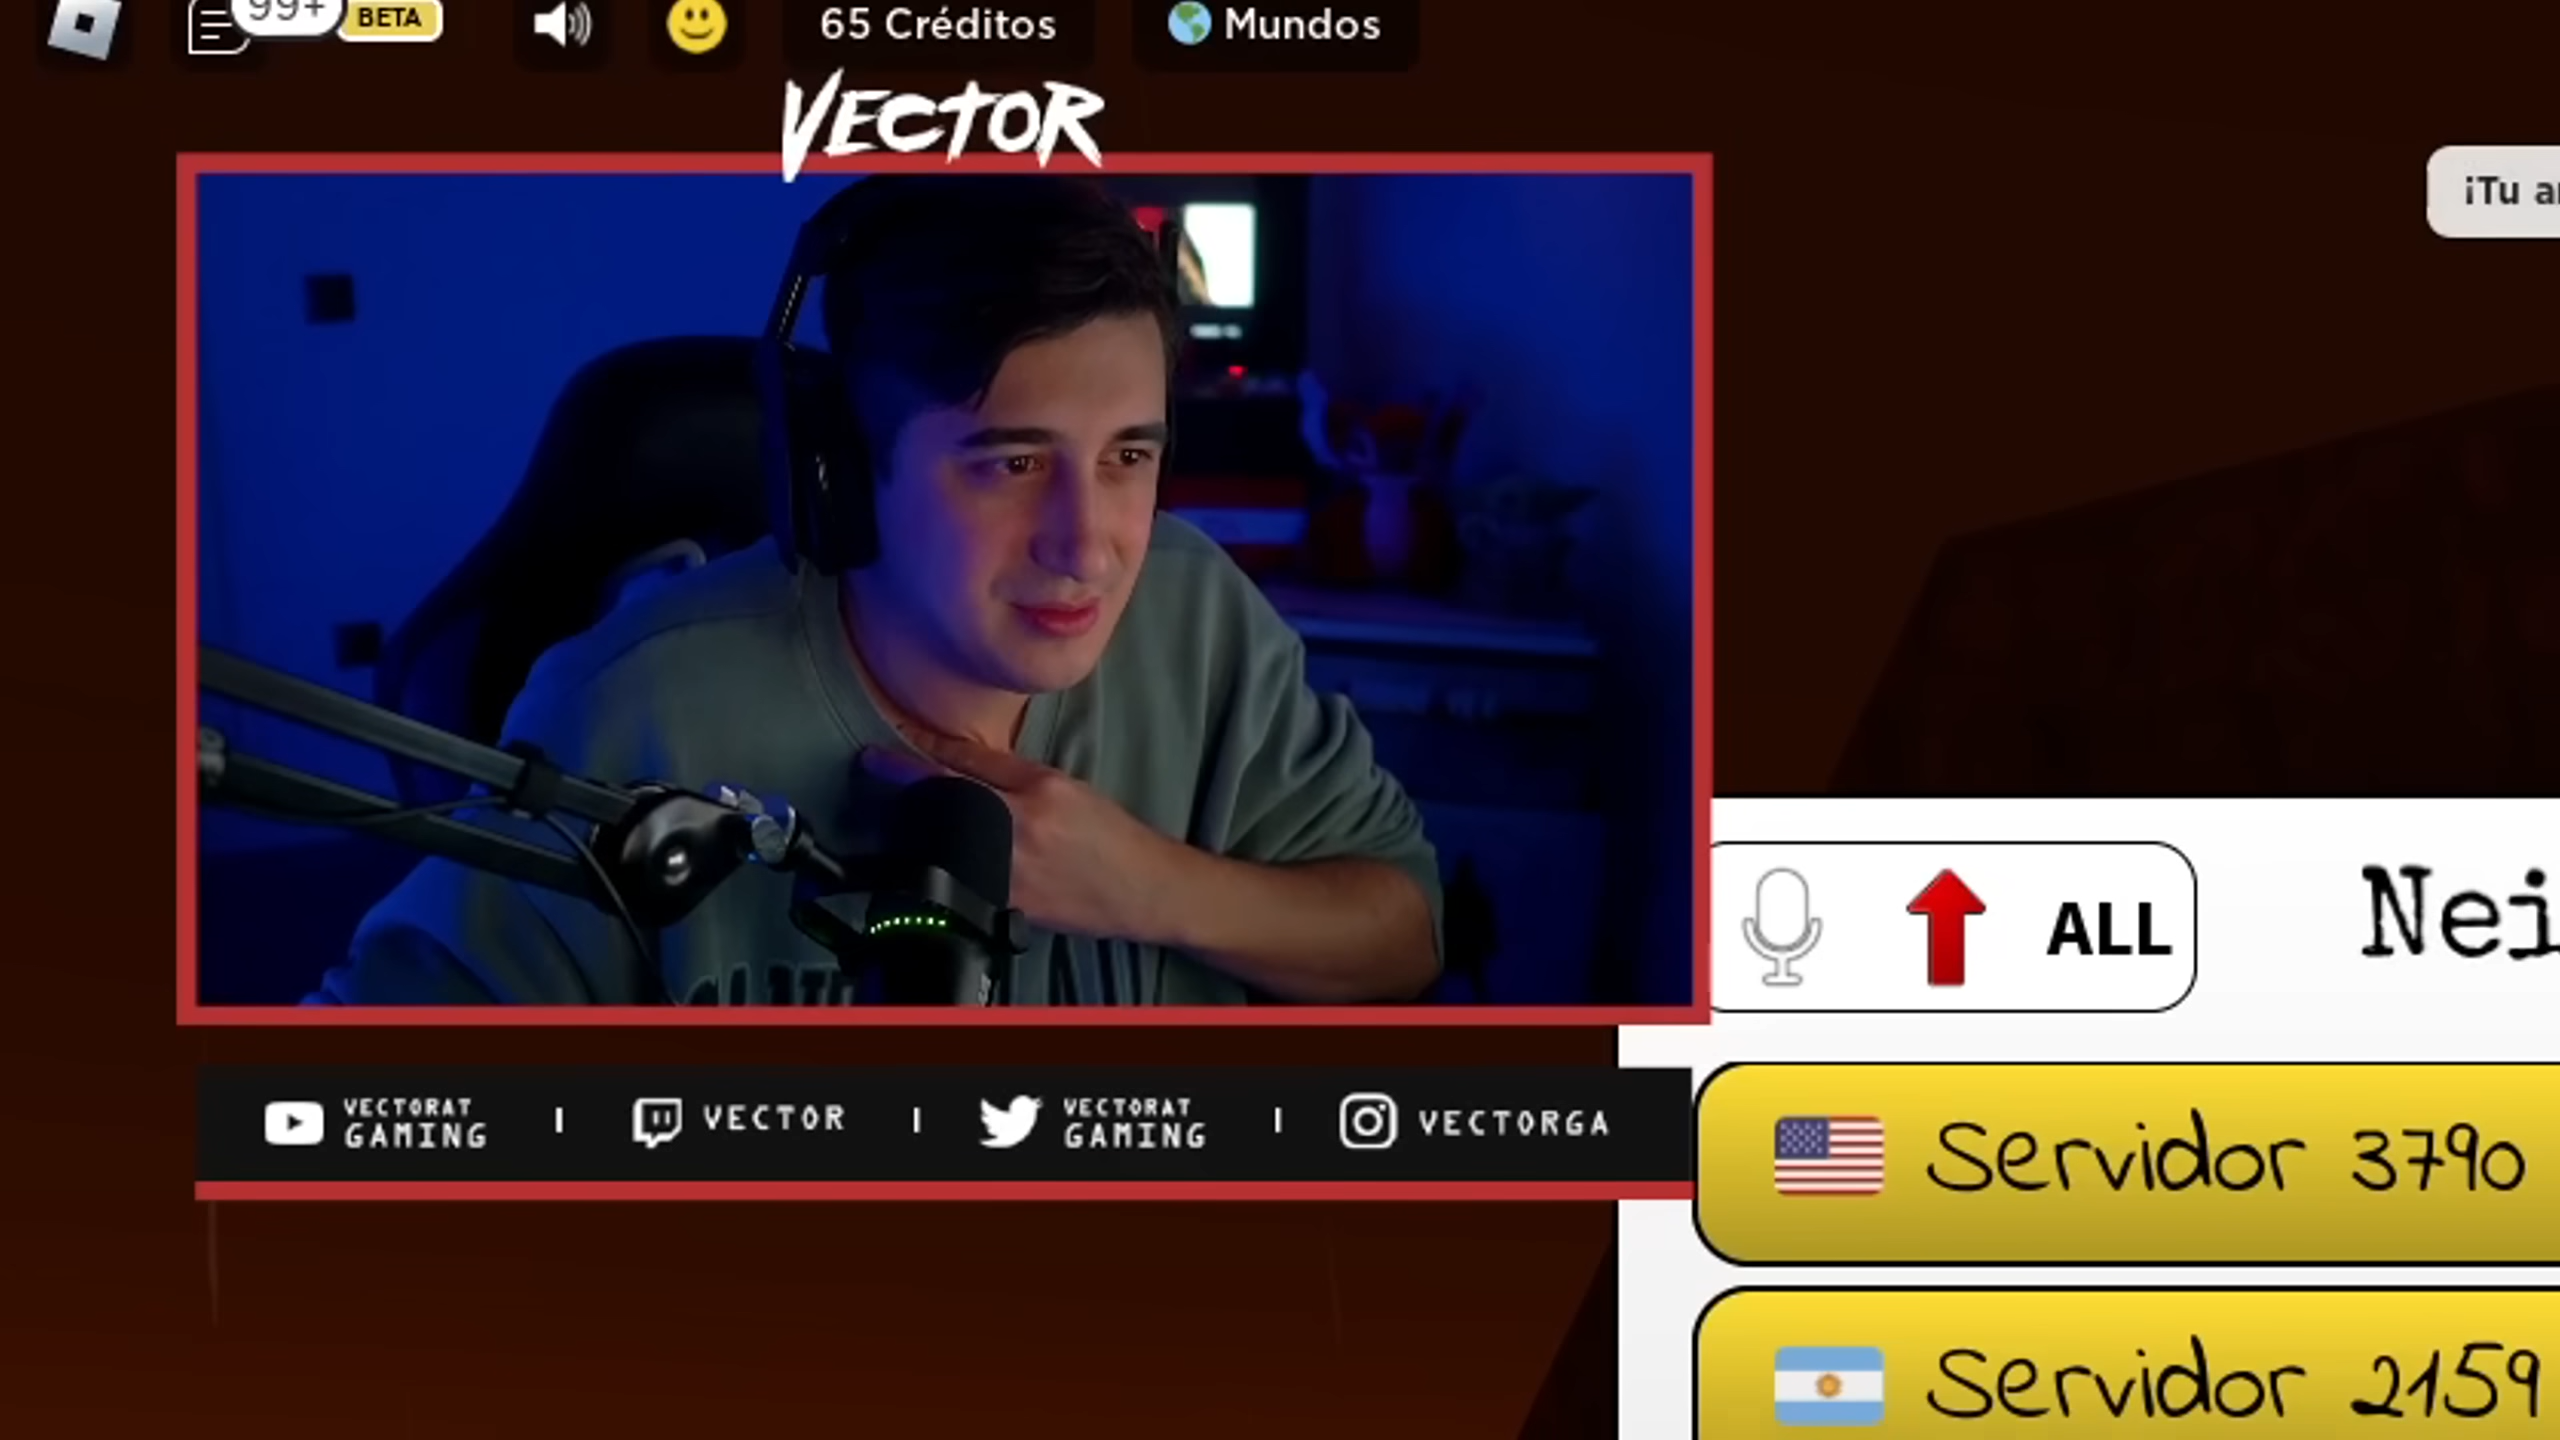 99+
BETA
65 Créditos
Mundos
VECTOR
¡Tu
ALL
Nei
VECTORAT
GAMING
VECTOR
VECTORAT
GAMING
VECTORGA
Servidor 3790
Servidor 2159